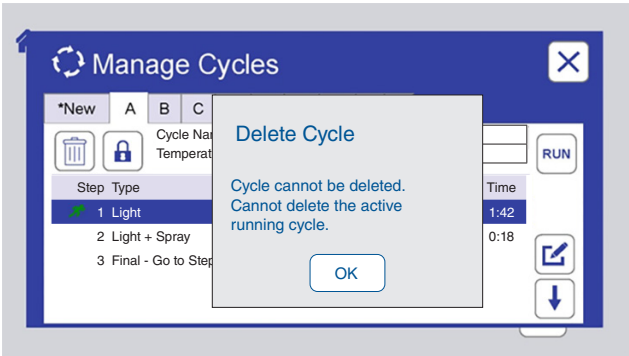 Manage Cycles
*New A B C
Delete Cycle
Cycle cannot be deleted.
Cannot delete the active
running cycle.
OK
Cycle
Temperat
RUN
Step Type Time
1 Light 1:42
2 Light + Spray 0:18
3 Final - Go to Step